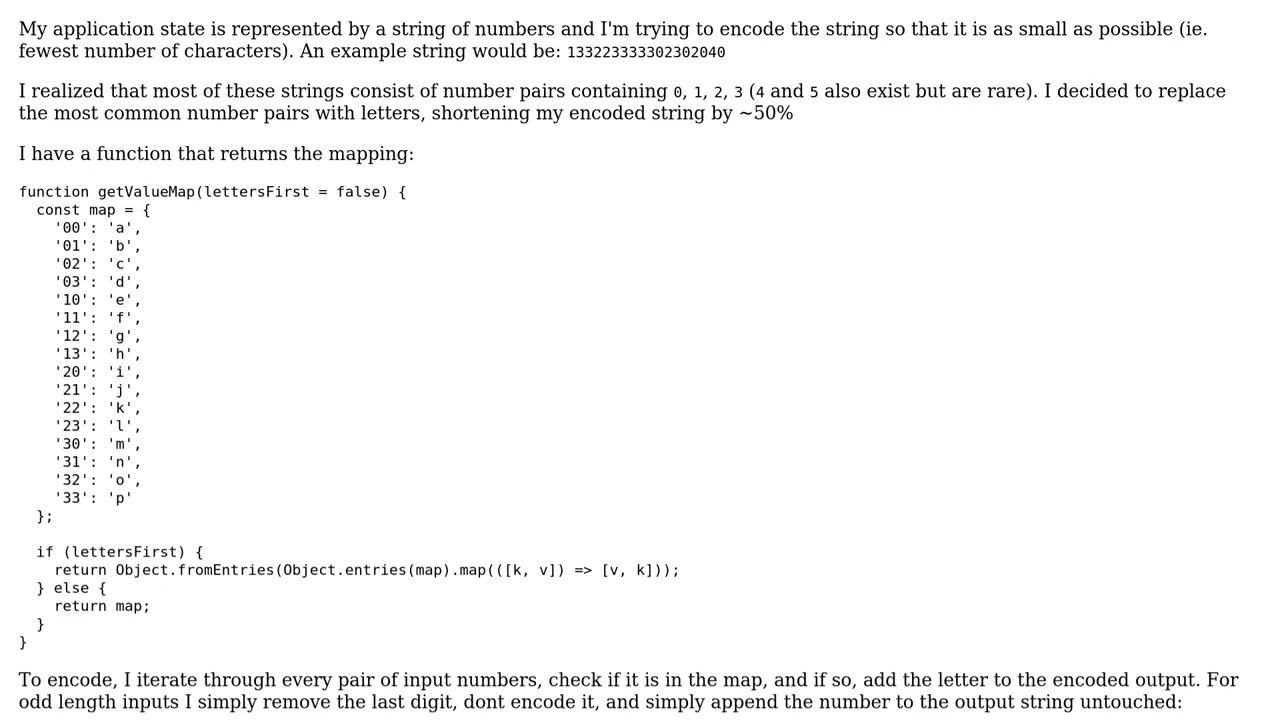 My application state is represented by a string of numbers and I'm trying to encode the string so that it is as small as possible (ie.
fewest number of characters). An example string would be: 133223333302302040
I realized that most of these strings consist of number pairs containing 0, 1, 2, 3 (4 and 5 also exist but are rare). I decided to replace
the most common number pairs with letters, shortening my encoded string by ~50%
I have a function that returns the mapping:
function getValueMap(lettersFirst = false) {
  const map = {
    '00': 'a',
    '01': 'b',
    '02': 'c',
    '03': 'd',
    '10': 'e',
    '11': 'f',
    '12': 'g',
    '13': 'h',
    '20': 'i',
    '21': 'j',
    '22': 'k',
    '23': 'l',
    '30': 'm',
    '31': 'n',
    '32': 'o',
    '33': 'p'
  };
  if (lettersFirst) {
    return Object.fromEntries(Object.entries(map).map(([k, v]) => [v, k]));
  } else {
    return map;
  }
}
To encode, I iterate through every pair of input numbers, check if it is in the map, and if so, add the letter to the encoded output. For
odd length inputs I simply remove the last digit, dont encode it, and simply append the number to the output string untouched: